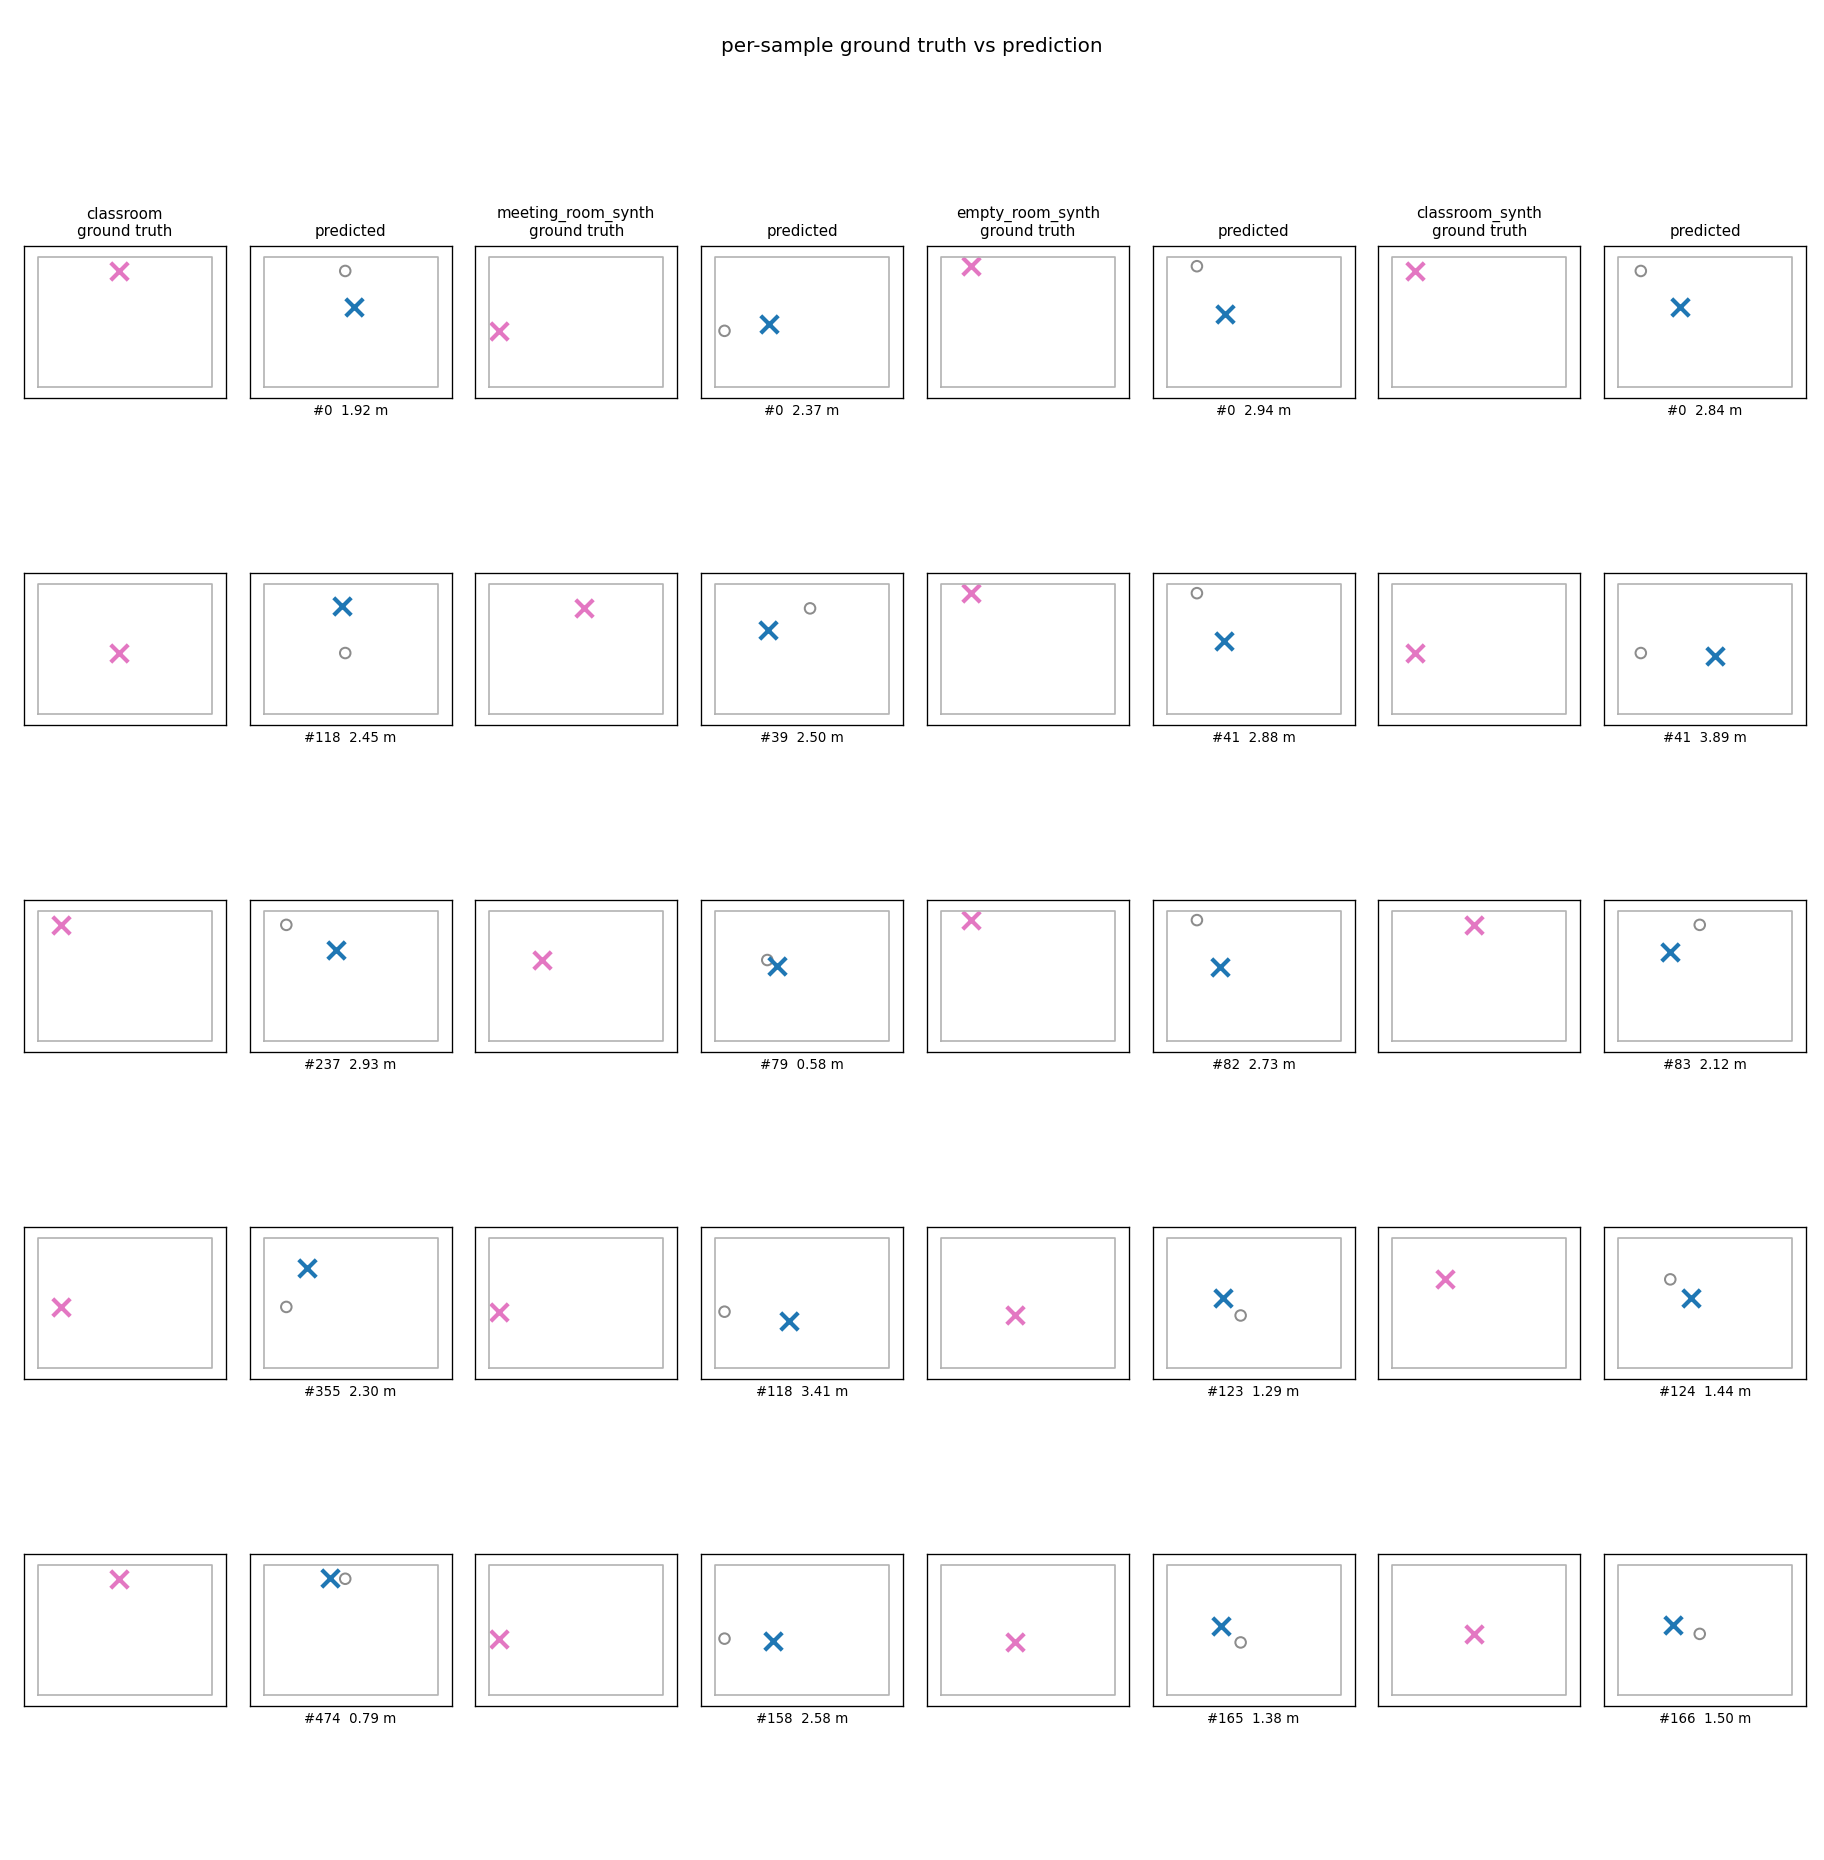 per-sample ground truth vs prediction
classroom
ground truth
predicted
meeting_room_synth
ground truth
predicted
empty_room_synth
ground truth
predicted
classroom_synth
ground truth
predicted
#0 1.92 m
#0 2.37 m
#0 2.94 m
#0 2.84 m
#118 2.45 m
#39 2.50 m
#41 2.88 m
#41 3.89 m
#237 2.93 m
#79 0.58 m
#82 2.73 m
#83 2.12 m
#355 2.30 m
#118 3.41 m
#123 1.29 m
#124 1.44 m
#474 0.79 m
#158 2.58 m
#165 1.38 m
#166 1.50 m